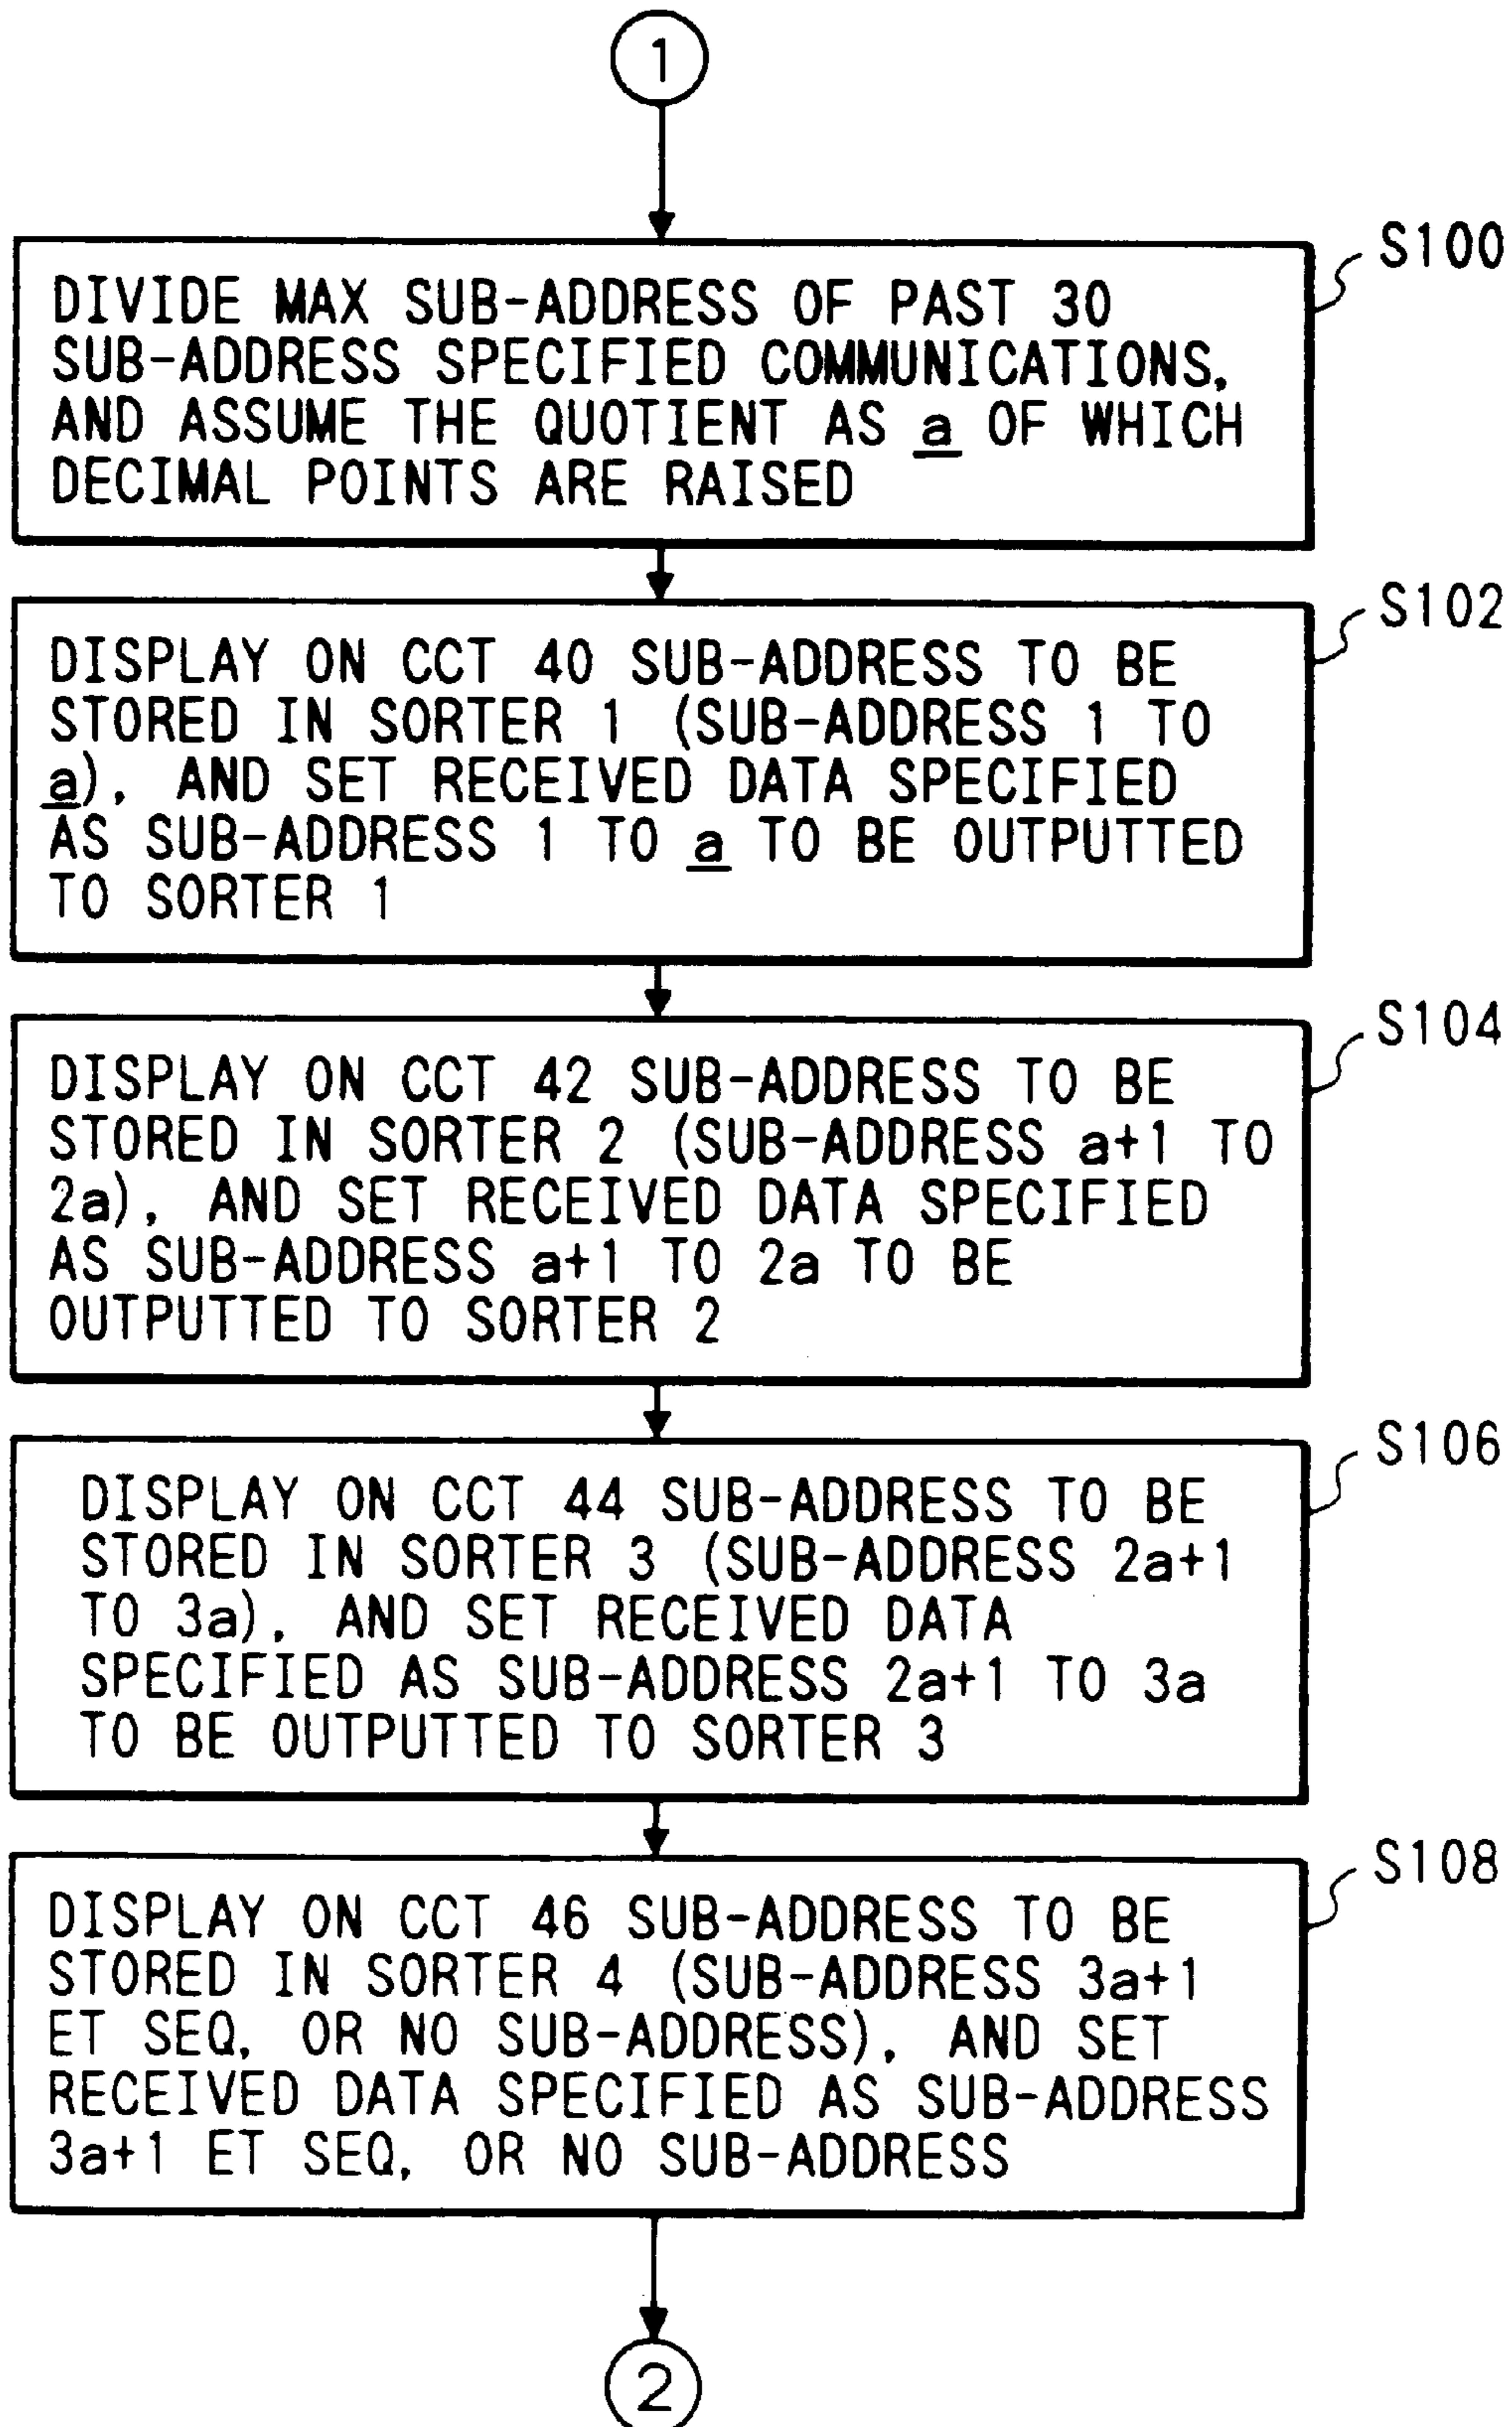 1
S100
DIVIDE MAX SUB-ADDRESS OF PAST 30
SUB-ADDRESS SPECIFIED COMMUNICATIONS,
AND ASSUME THE QUOTIENT AS a OF WHICH
DECIMAL POINTS ARE RAISED
S102
DISPLAY ON CCT 40 SUB-ADDRESS TO BE
STORED IN SORTER 1 (SUB-ADDRESS 1 TO
a), AND SET RECEIVED DATA SPECIFIED
AS SUB-ADDRESS 1 TO a TO BE OUTPUTTED
TO SORTER 1
S104
DISPLAY ON CCT 42 SUB-ADDRESS TO BE
STORED IN SORTER 2 (SUB-ADDRESS a+1 TO
2a), AND SET RECEIVED DATA SPECIFIED
AS SUB-ADDRESS a+1 TO 2a TO BE
OUTPUTTED TO SORTER 2
S106
DISPLAY ON CCT 44 SUB-ADDRESS TO BE
STORED IN SORTER 3 (SUB-ADDRESS 2a+1
TO 3a), AND SET RECEIVED DATA
SPECIFIED AS SUB-ADDRESS 2a+1 TO 3a
TO BE OUTPUTTED TO SORTER 3
S108
DISPLAY ON CCT 46 SUB-ADDRESS TO BE
STORED IN SORTER 4 (SUB-ADDRESS 3a+1
ET SEQ, OR NO SUB-ADDRESS), AND SET
RECEIVED DATA SPECIFIED AS SUB-ADDRESS
3a+1 ET SEQ, OR NO SUB-ADDRESS
2